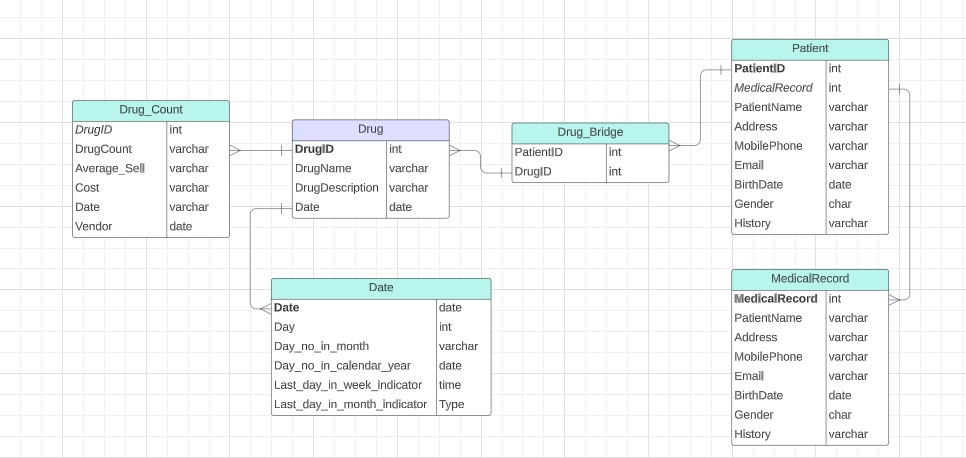 Patient
PatientID int
MedicalRecord int
PatientName varchar
Address varchar
MobilePhone varchar
Email varchar
BirthDate date
Gender char
History varchar
Drug_Count
DrugID int
DrugCount varchar
Average_Sell varchar
Cost varchar
Date varchar
Vendor date
Drug
DrugID int
DrugName varchar
DrugDescription varchar
Date date
Drug_Bridge
PatientID int
DrugID int
Date
Date date
Day int
Day_no_in_month varchar
Day_no_in_calendar_year date
Last_day_in_week_indicator time
Last_day_in_month_indicator Type
MedicalRecord
MedicalRecord int
PatientName varchar
Address varchar
MobilePhone varchar
Email varchar
BirthDate date
Gender char
History varchar